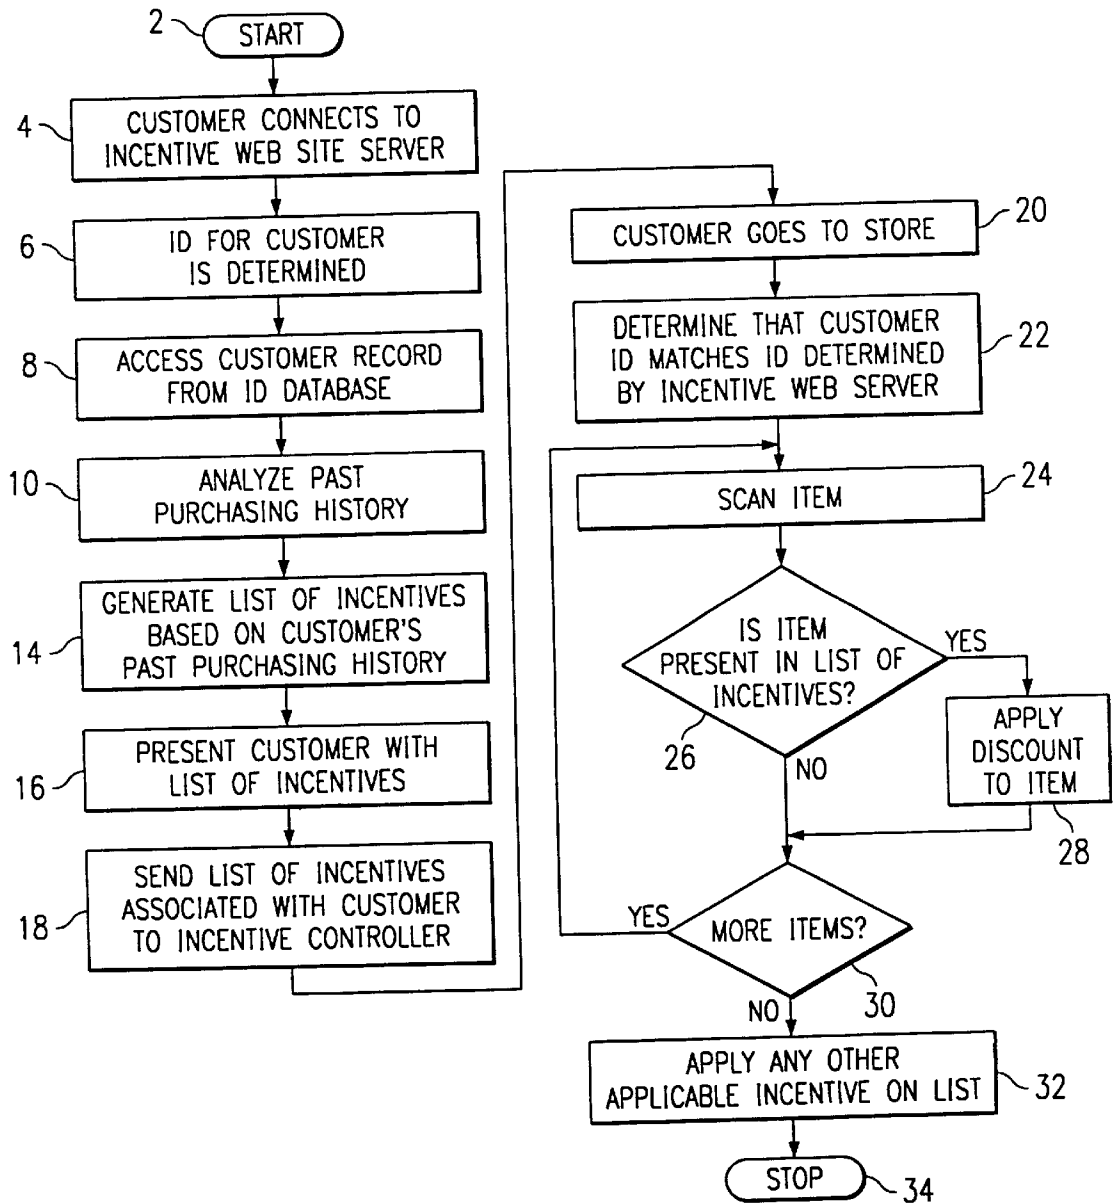 2
START
4
CUSTOMER CONNECTS TO
INCENTIVE WEB SITE SERVER
6
ID FOR CUSTOMER
IS DETERMINED
8
ACCESS CUSTOMER RECORD
FROM ID DATABASE
10
ANALYZE PAST
PURCHASING HISTORY
14
GENERATE LIST OF INCENTIVES
BASED ON CUSTOMER'S
PAST PURCHASING HISTORY
16
PRESENT CUSTOMER WITH
LIST OF INCENTIVES
18
SEND LIST OF INCENTIVES
ASSOCIATED WITH CUSTOMER
TO INCENTIVE CONTROLLER
CUSTOMER GOES TO STORE
20
DETERMINE THAT CUSTOMER
ID MATCHES ID DETERMINED
BY INCENTIVE WEB SERVER
22
SCAN ITEM
24
IS ITEM
PRESENT IN LIST OF
INCENTIVES?
26
YES
NO
APPLY
DISCOUNT
TO ITEM
28
YES
MORE ITEMS?
30
NO
APPLY ANY OTHER
APPLICABLE INCENTIVE ON LIST
32
STOP
34